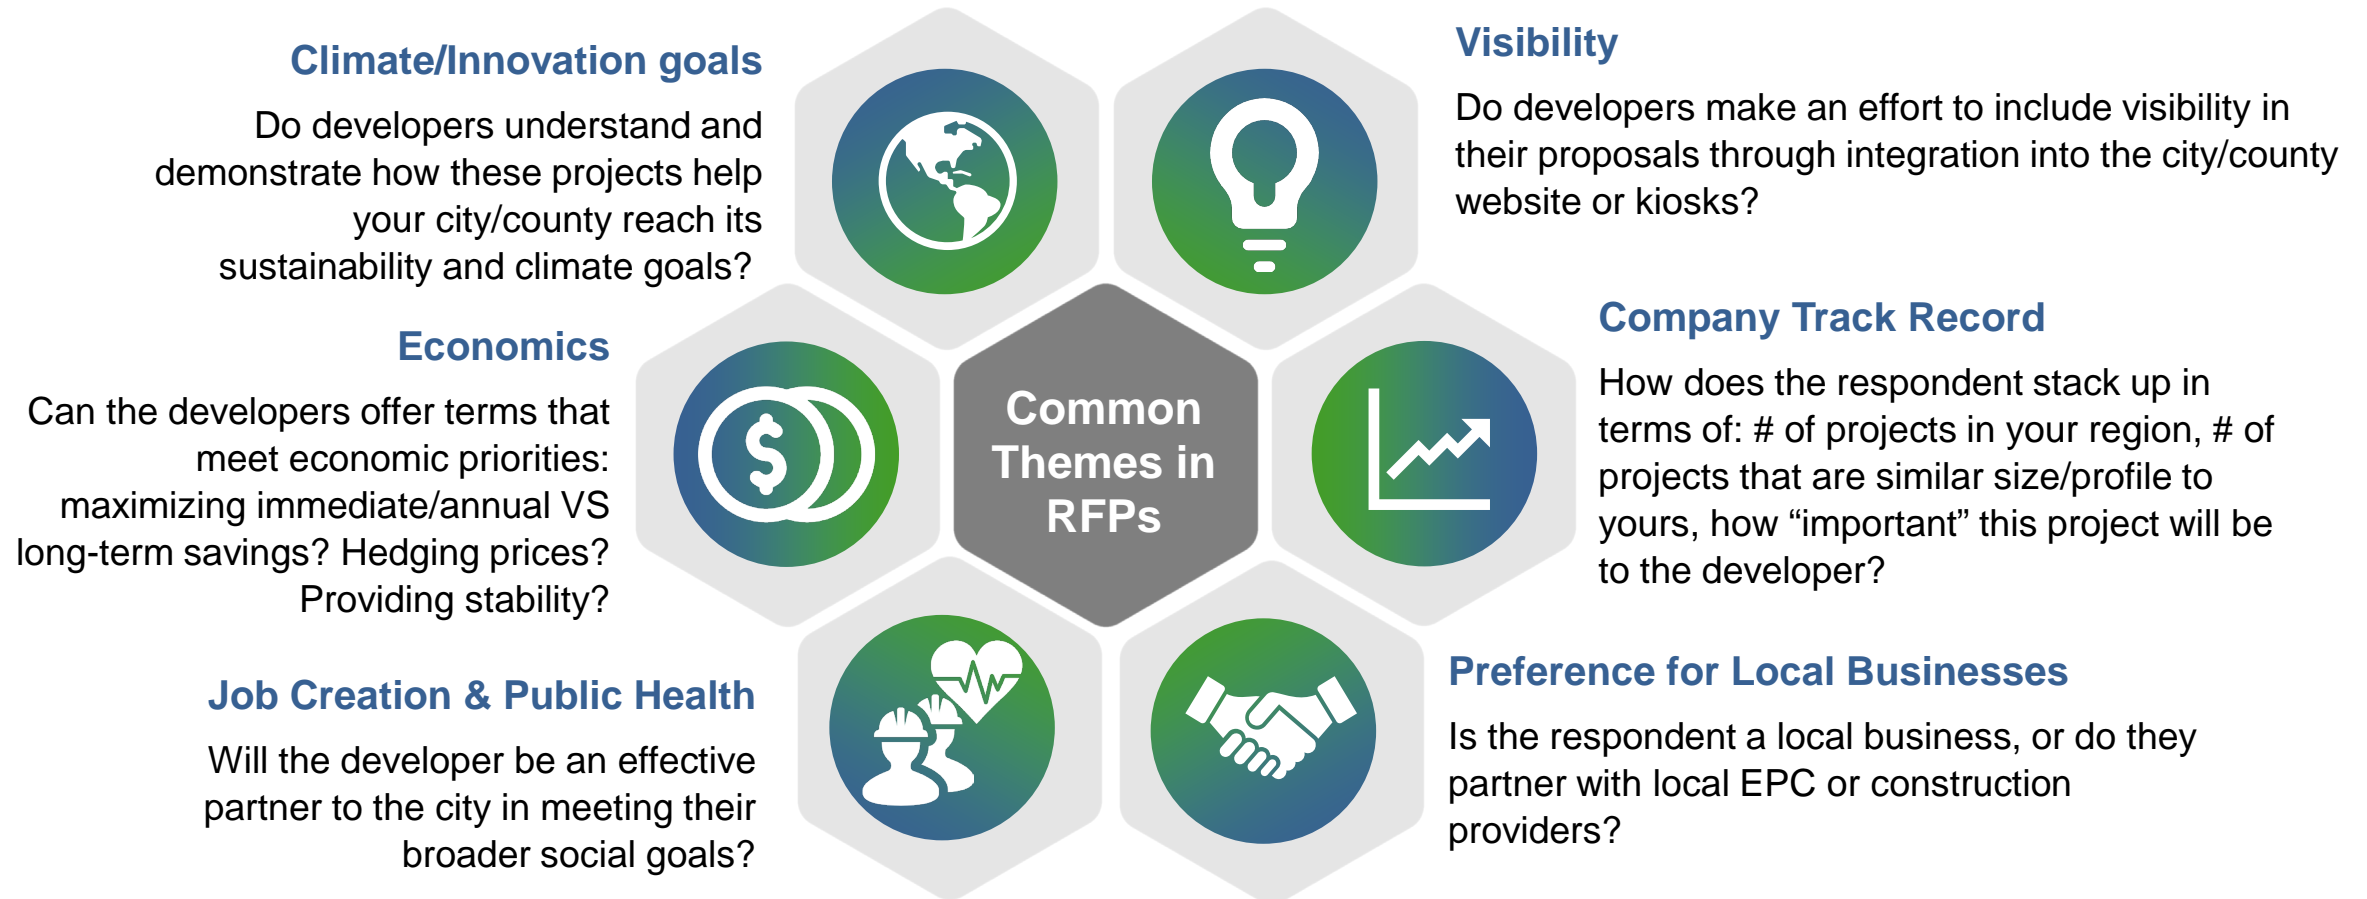 Climate/Innovation goals
Do developers understand and
demonstrate how these projects help
your city/county reach its
sustainability and climate goals?
Visibility
Do developers make an effort to include visibility in
their proposals through integration into the city/county
website or kiosks?
Economics
Can the developers offer terms that
meet economic priorities:
maximizing immediate/annual VS
long-term savings? Hedging prices?
Providing stability?
$
Common
Themes in
RFPs
Company Track Record
How does the respondent stack up in
terms of: # of projects in your region, # of
projects that are similar size/profile to
yours, how “important” this project will be
to the developer?
Job Creation & Public Health
Will the developer be an effective
partner to the city in meeting their
broader social goals?
Preference for Local Businesses
Is the respondent a local business, or do they
partner with local EPC or construction
providers?